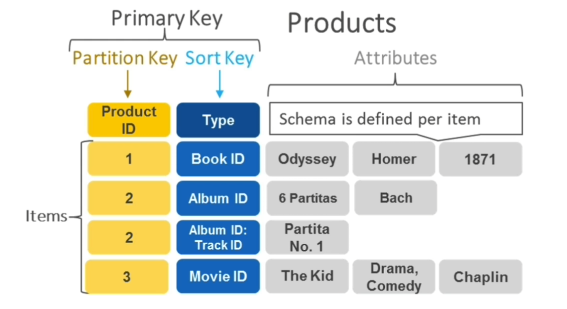 Primary Key
Products
Partition Key
Sort Key
Attributes
Product
ID
Type
Schema is defined per item
Items
1
Book ID
Odyssey
Homer
1871
2
Album ID
6 Partitas
Bach
2
Album ID:
Track ID
Partita
No. 1
3
Movie ID
The Kid
Drama,
Comedy
Chaplin